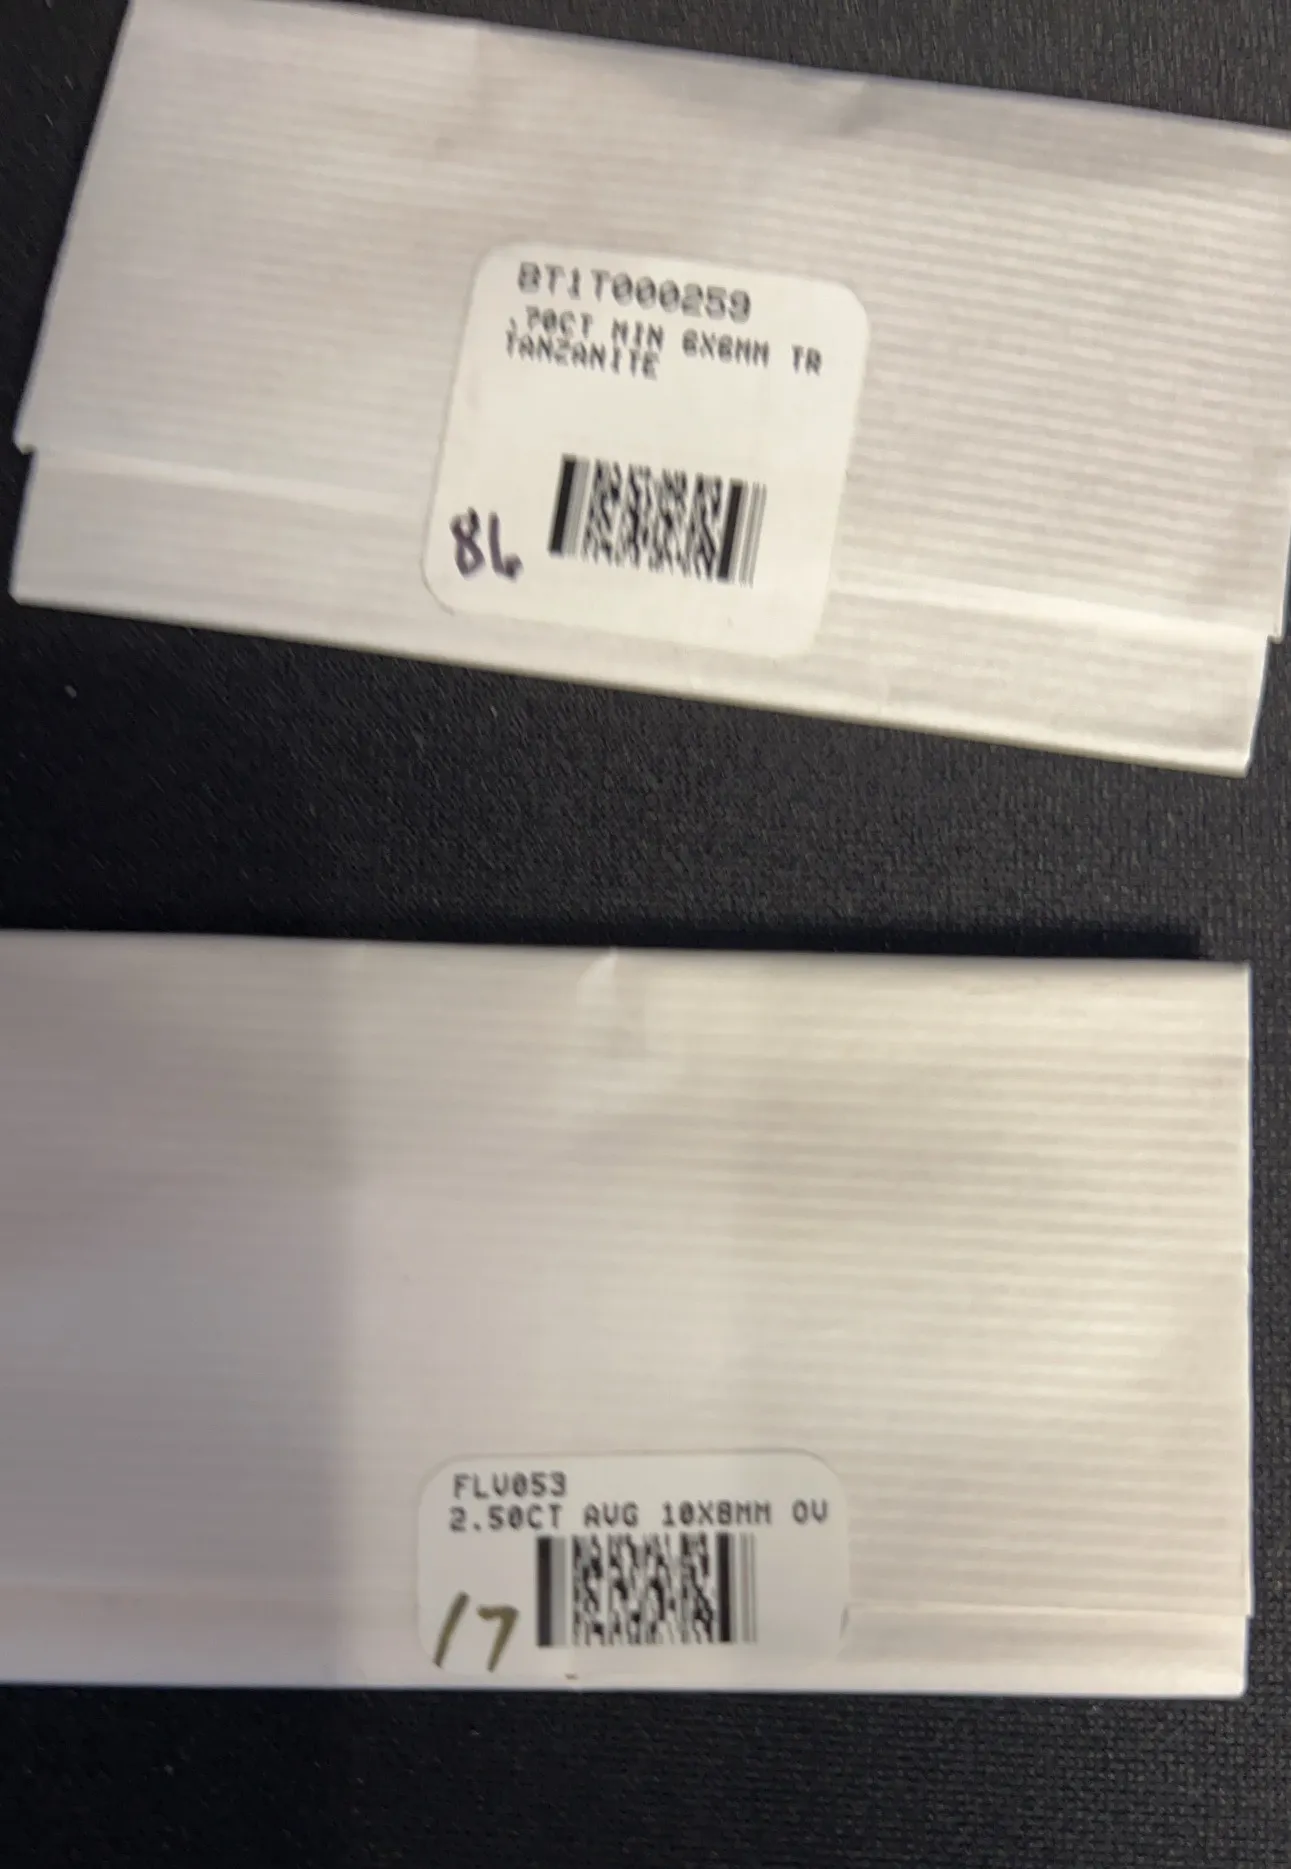 BT1T000259
.70CT MIN 6X6MM TR
TANZANITE
86
FLV053
2.50CT AVG 10X8MM OV
17